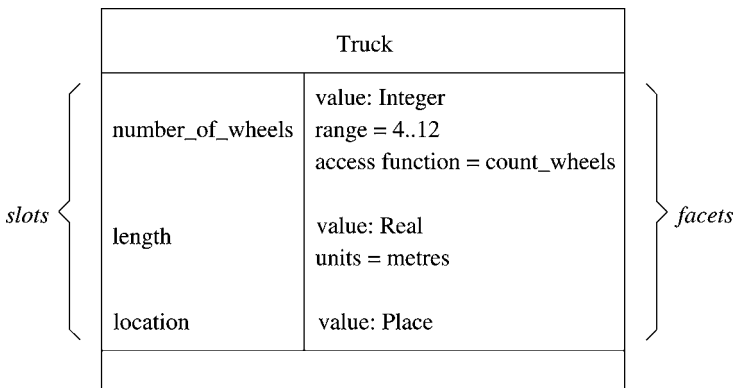 Truck
slots
number_of_wheels
value: Integer
range = 4..12
access function = count_wheels
length
value: Real
units = metres
location
value: Place
facets